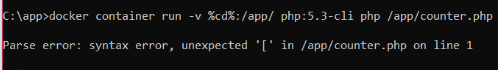 C:\app>docker container run -v %cd%:/app/ php:5.3-cli php /app/counter.php
Parse error: syntax error, unexpected '[' in /app/counter.php on line 1